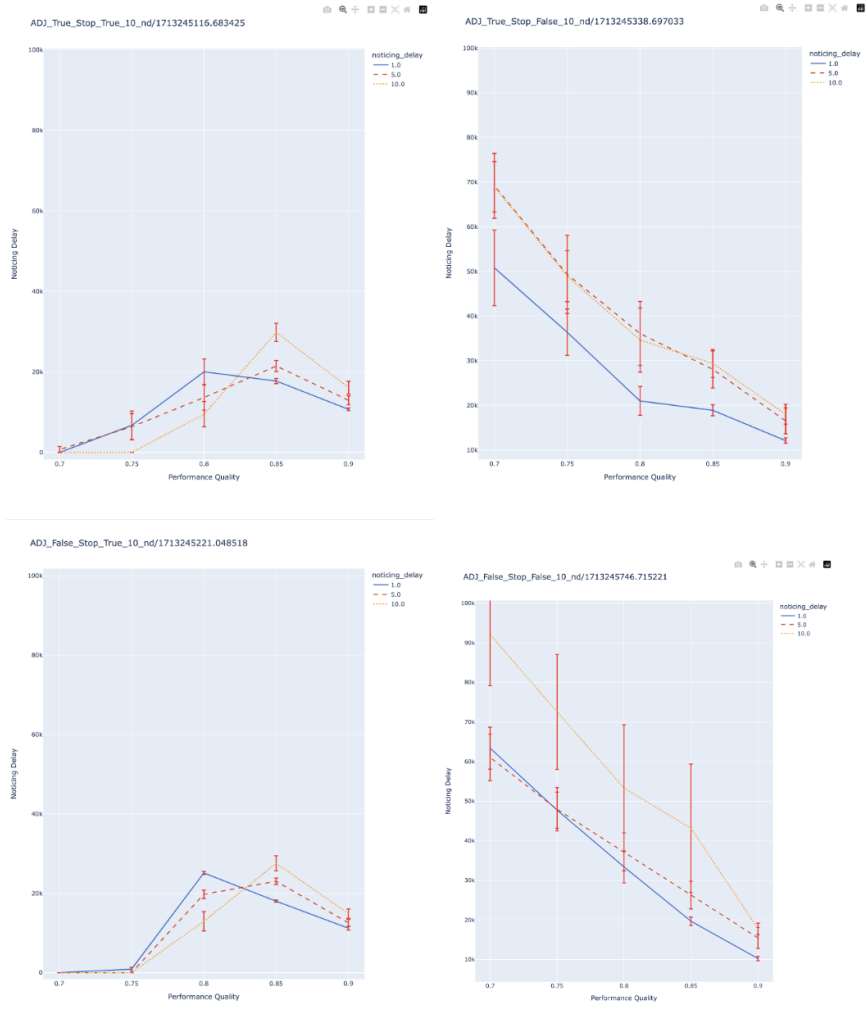 ADJ_True_Stop_True_10_nd/1713245116.683425
100k
80k
60k
40k
20k
0
Noticing Delay
0.7 0.75 0.8 0.85 0.9
Performance Quality
noticing_delay
1.0
5.0
10.0
ADJ_True_Stop_False_10_nd/1713245338.697033
100k
90k
80k
70k
60k
50k
40k
30k
20k
10k
Noticing Delay
0.7 0.75 0.8 0.85 0.9
Performance Quality
noticing_delay
1.0
5.0
10.0
ADJ_False_Stop_True_10_nd/1713245221.048518
100k
80k
60k
40k
20k
0
Noticing Delay
0.7 0.75 0.8 0.85 0.9
Performance Quality
noticing_delay
1.0
5.0
10.0
ADJ_False_Stop_False_10_nd/1713245746.715221
100k
90k
80k
70k
60k
50k
40k
30k
20k
10k
Noticing Delay
0.7 0.75 0.8 0.85 0.9
Performance Quality
noticing_delay
1.0
5.0
10.0